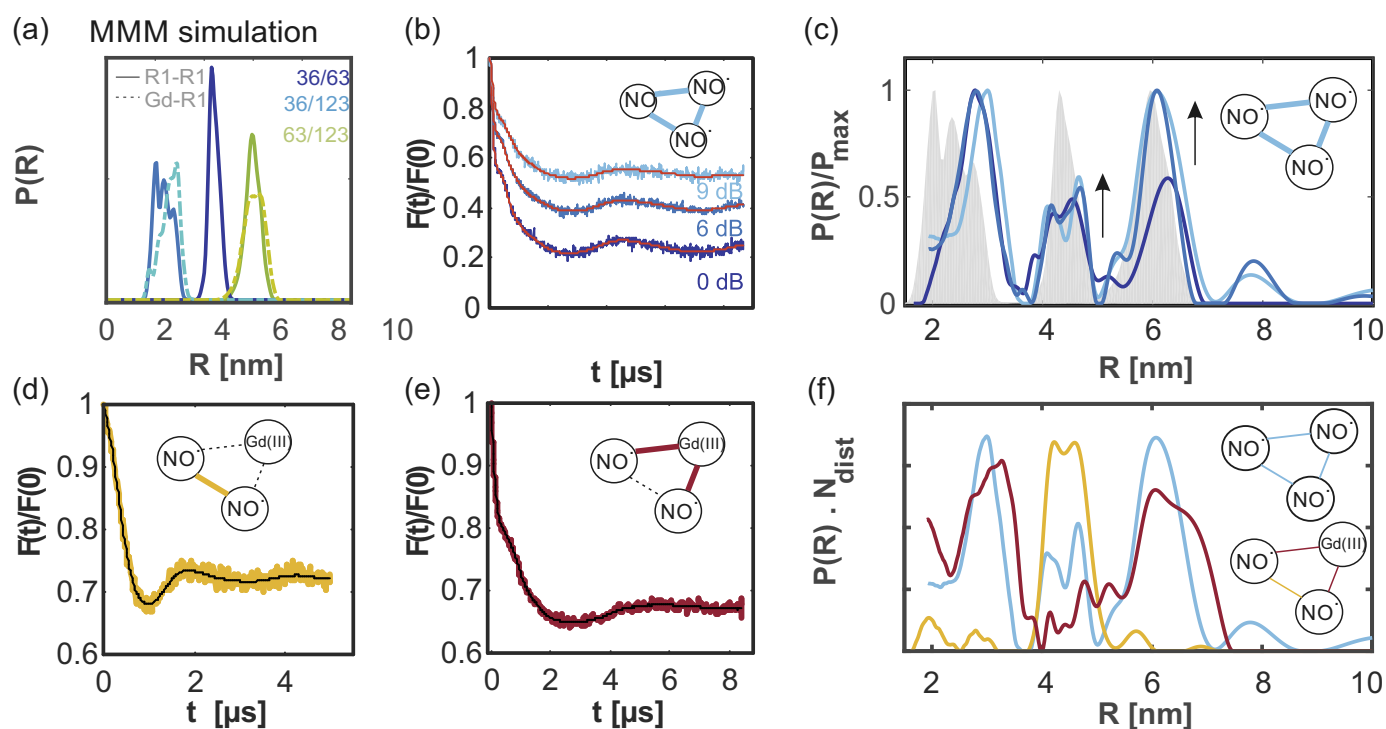 (a) MMM simulation
R1-R1
Gd-R1
36/63
36/123
63/123
P(R)
0 2 4 6 8 10
R [nm]
(b)
F(t)/F(0)
1
0.8
0.6
0.4
0.2
0
NO NO·
NO·
9 dB
6 dB
0 dB
t [µs]
(c)
P(R)/Pmax
1
0.5
0
NO· NO·
NO·
2 4 6 8 10
R [nm]
(d)
F(t)/F(0)
1
0.9
0.8
0.7
0.6
NO· Gd(III)
NO·
0 2 4
t [µs]
(e)
F(t)/F(0)
1
0.9
0.8
0.7
0.6
NO· Gd(III)
NO·
0 2 4 6 8
t [µs]
(f)
P(R) . Ndist
NO· NO·
NO·
NO· Gd(III)
NO·
2 4 6 8 10
R [nm]